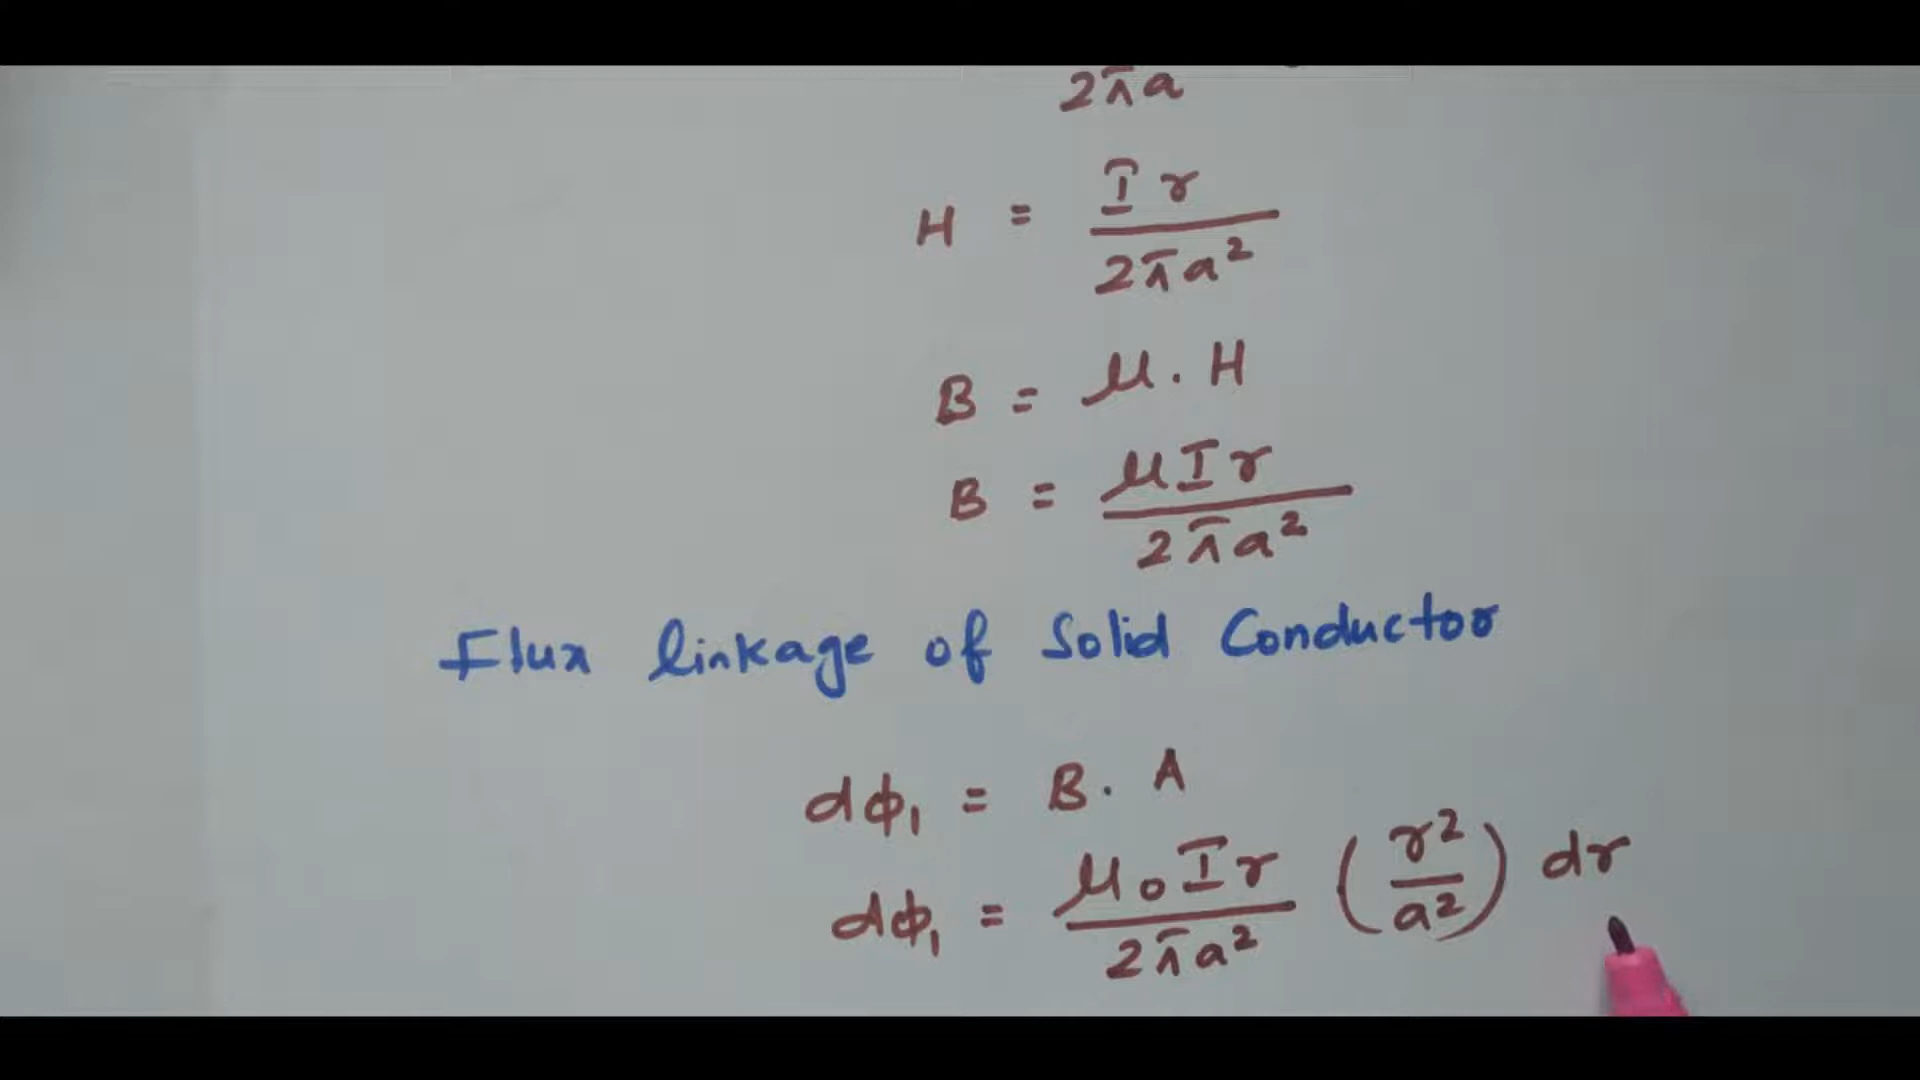 2πa
H = Ir / 2πa²
B = μ . H
B = μIr / 2πa²
Flux linkage of Solid Conductor
dϕ₁ = B . A
dϕ₁ = μ₀Ir / 2πa² (r² / a²) dr